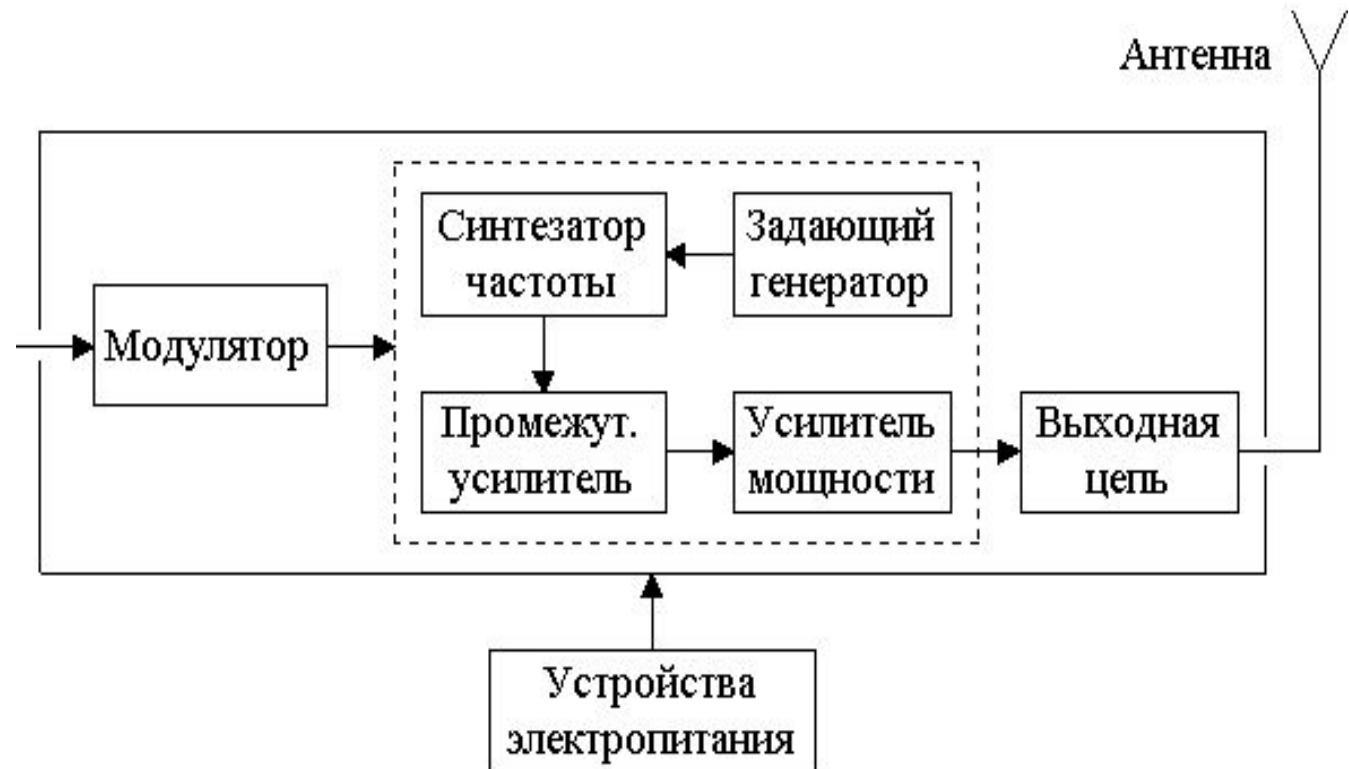 Антенна
Синтезатор
частоты
Задающий
генератор
Модулятор
Промежут.
усилитель
Усилитель
мощности
Выходная
цепь
Устройства
электропитания